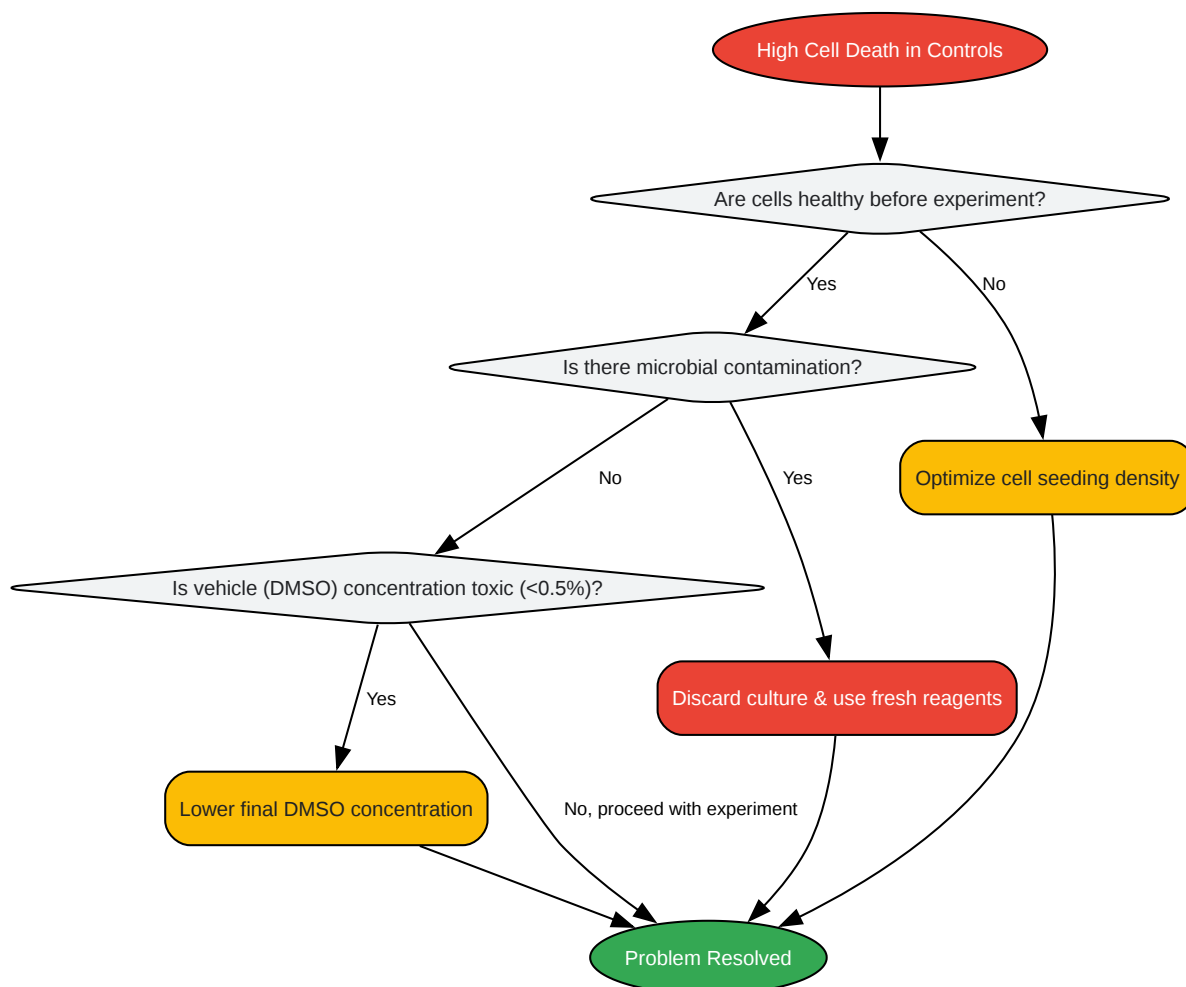 High Cell Death in Controls
Are cells healthy before experiment?
Yes
No
Is there microbial contamination?
No
Yes
Optimize cell seeding density
Is vehicle (DMSO) concentration toxic (<0.5%)?
Yes
Discard culture & use fresh reagents
Lower final DMSO concentration
No, proceed with experiment
Problem Resolved